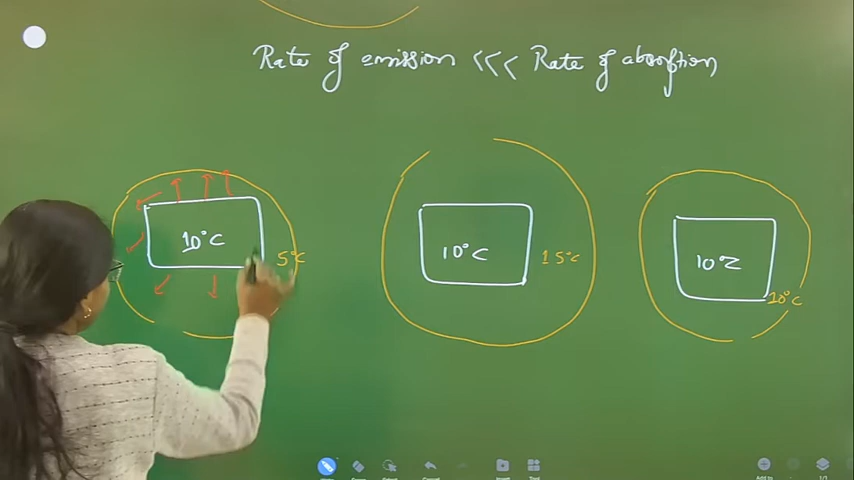 Rate of emission <<< Rate of absorption
10°C
5°C
10°C
15°C
10°C
10°C